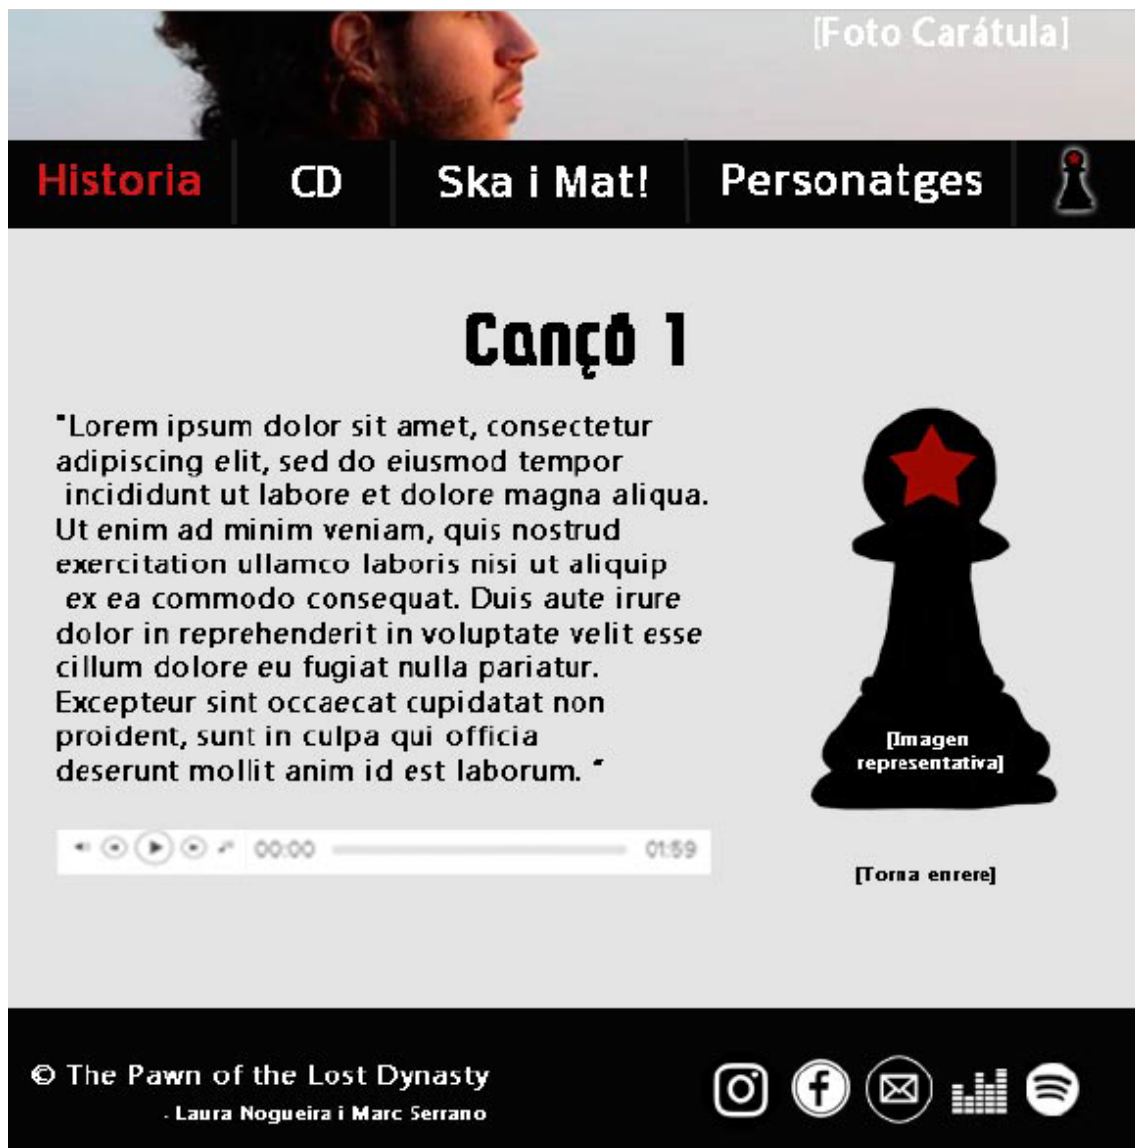 [Foto Carátula]
Historia
CD
Ska i Mat!
Personatges
Cançó 1
"Lorem ipsum dolor sit amet, consectetur
adipiscing elit, sed do eiusmod tempor
incididunt ut labore et dolore magna aliqua.
Ut enim ad minim veniam, quis nostrud
exercitation ullamco laboris nisi ut aliquip
ex ea commodo consequat. Duis aute irure
dolor in reprehenderit in voluptate velit esse
cillum dolore eu fugiat nulla pariatur.
Excepteur sint occaecat cupidatat non
proident, sunt in culpa qui officia
deserunt mollit anim id est laborum. "
[Imagen
representativa]
00:00
01:59
[Torna enrere]
© The Pawn of the Lost Dynasty
- Laura Nogueira i Marc Serrano